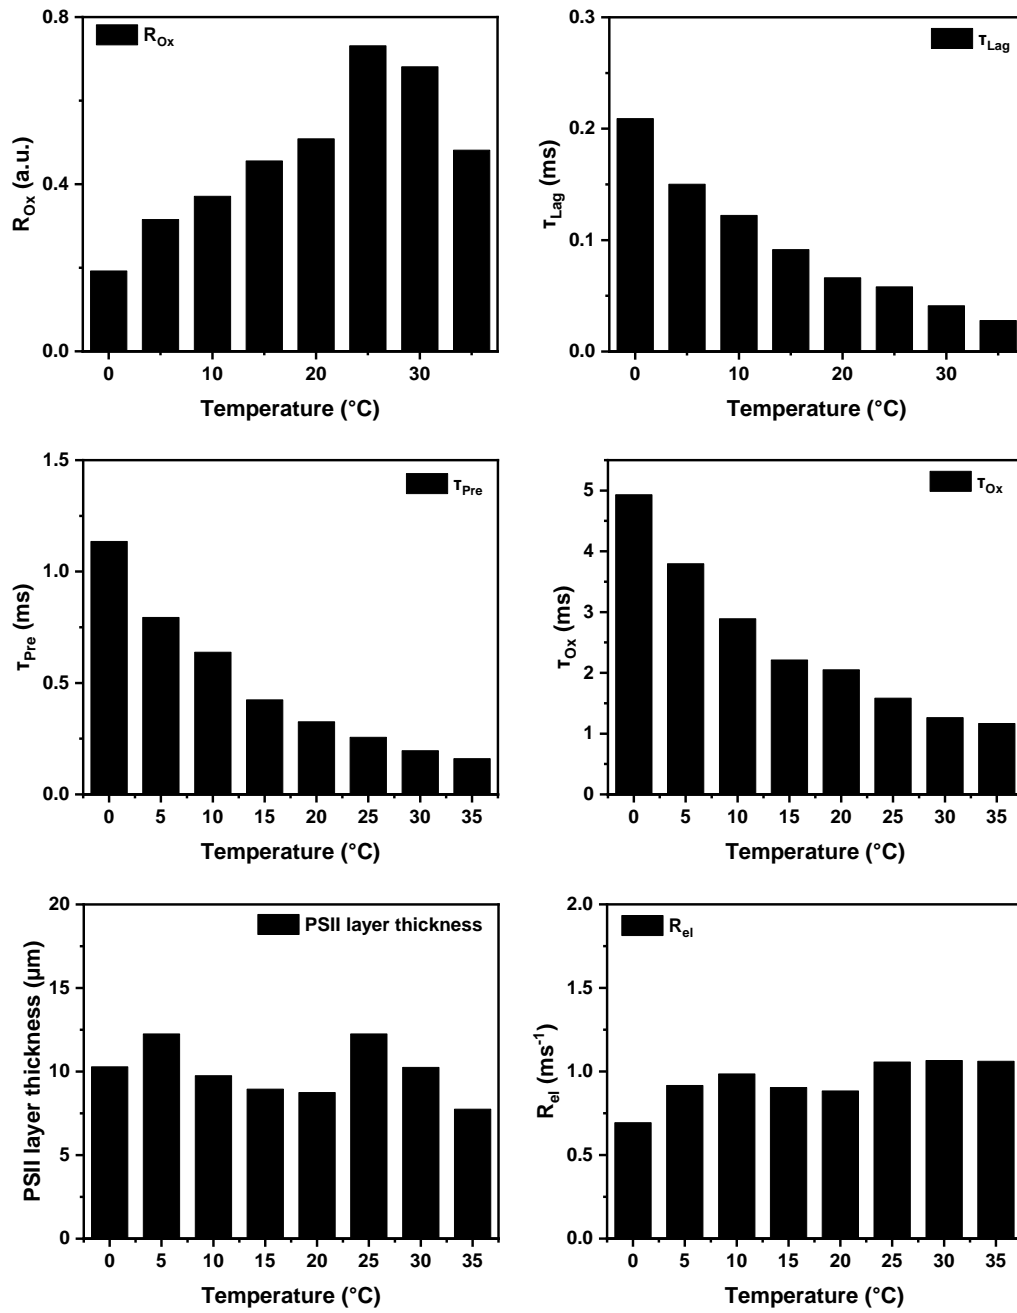 0.8
0.4
0.0
R_Ox (a.u.)
R_Ox
0 10 20 30
Temperature (°C)
0.3
0.2
0.1
0.0
τ_Lag (ms)
τ_Lag
0 10 20 30
Temperature (°C)
1.5
1.0
0.5
0.0
τ_Pre (ms)
τ_Pre
0 5 10 15 20 25 30 35
Temperature (°C)
5
4
3
2
1
0
τ_Ox (ms)
τ_Ox
0 5 10 15 20 25 30 35
Temperature (°C)
20
15
10
5
0
PSII layer thickness (μm)
PSII layer thickness
0 5 10 15 20 25 30 35
Temperature (°C)
2.0
1.5
1.0
0.5
0.0
R_el (ms⁻¹)
R_el
0 5 10 15 20 25 30 35
Temperature (°C)